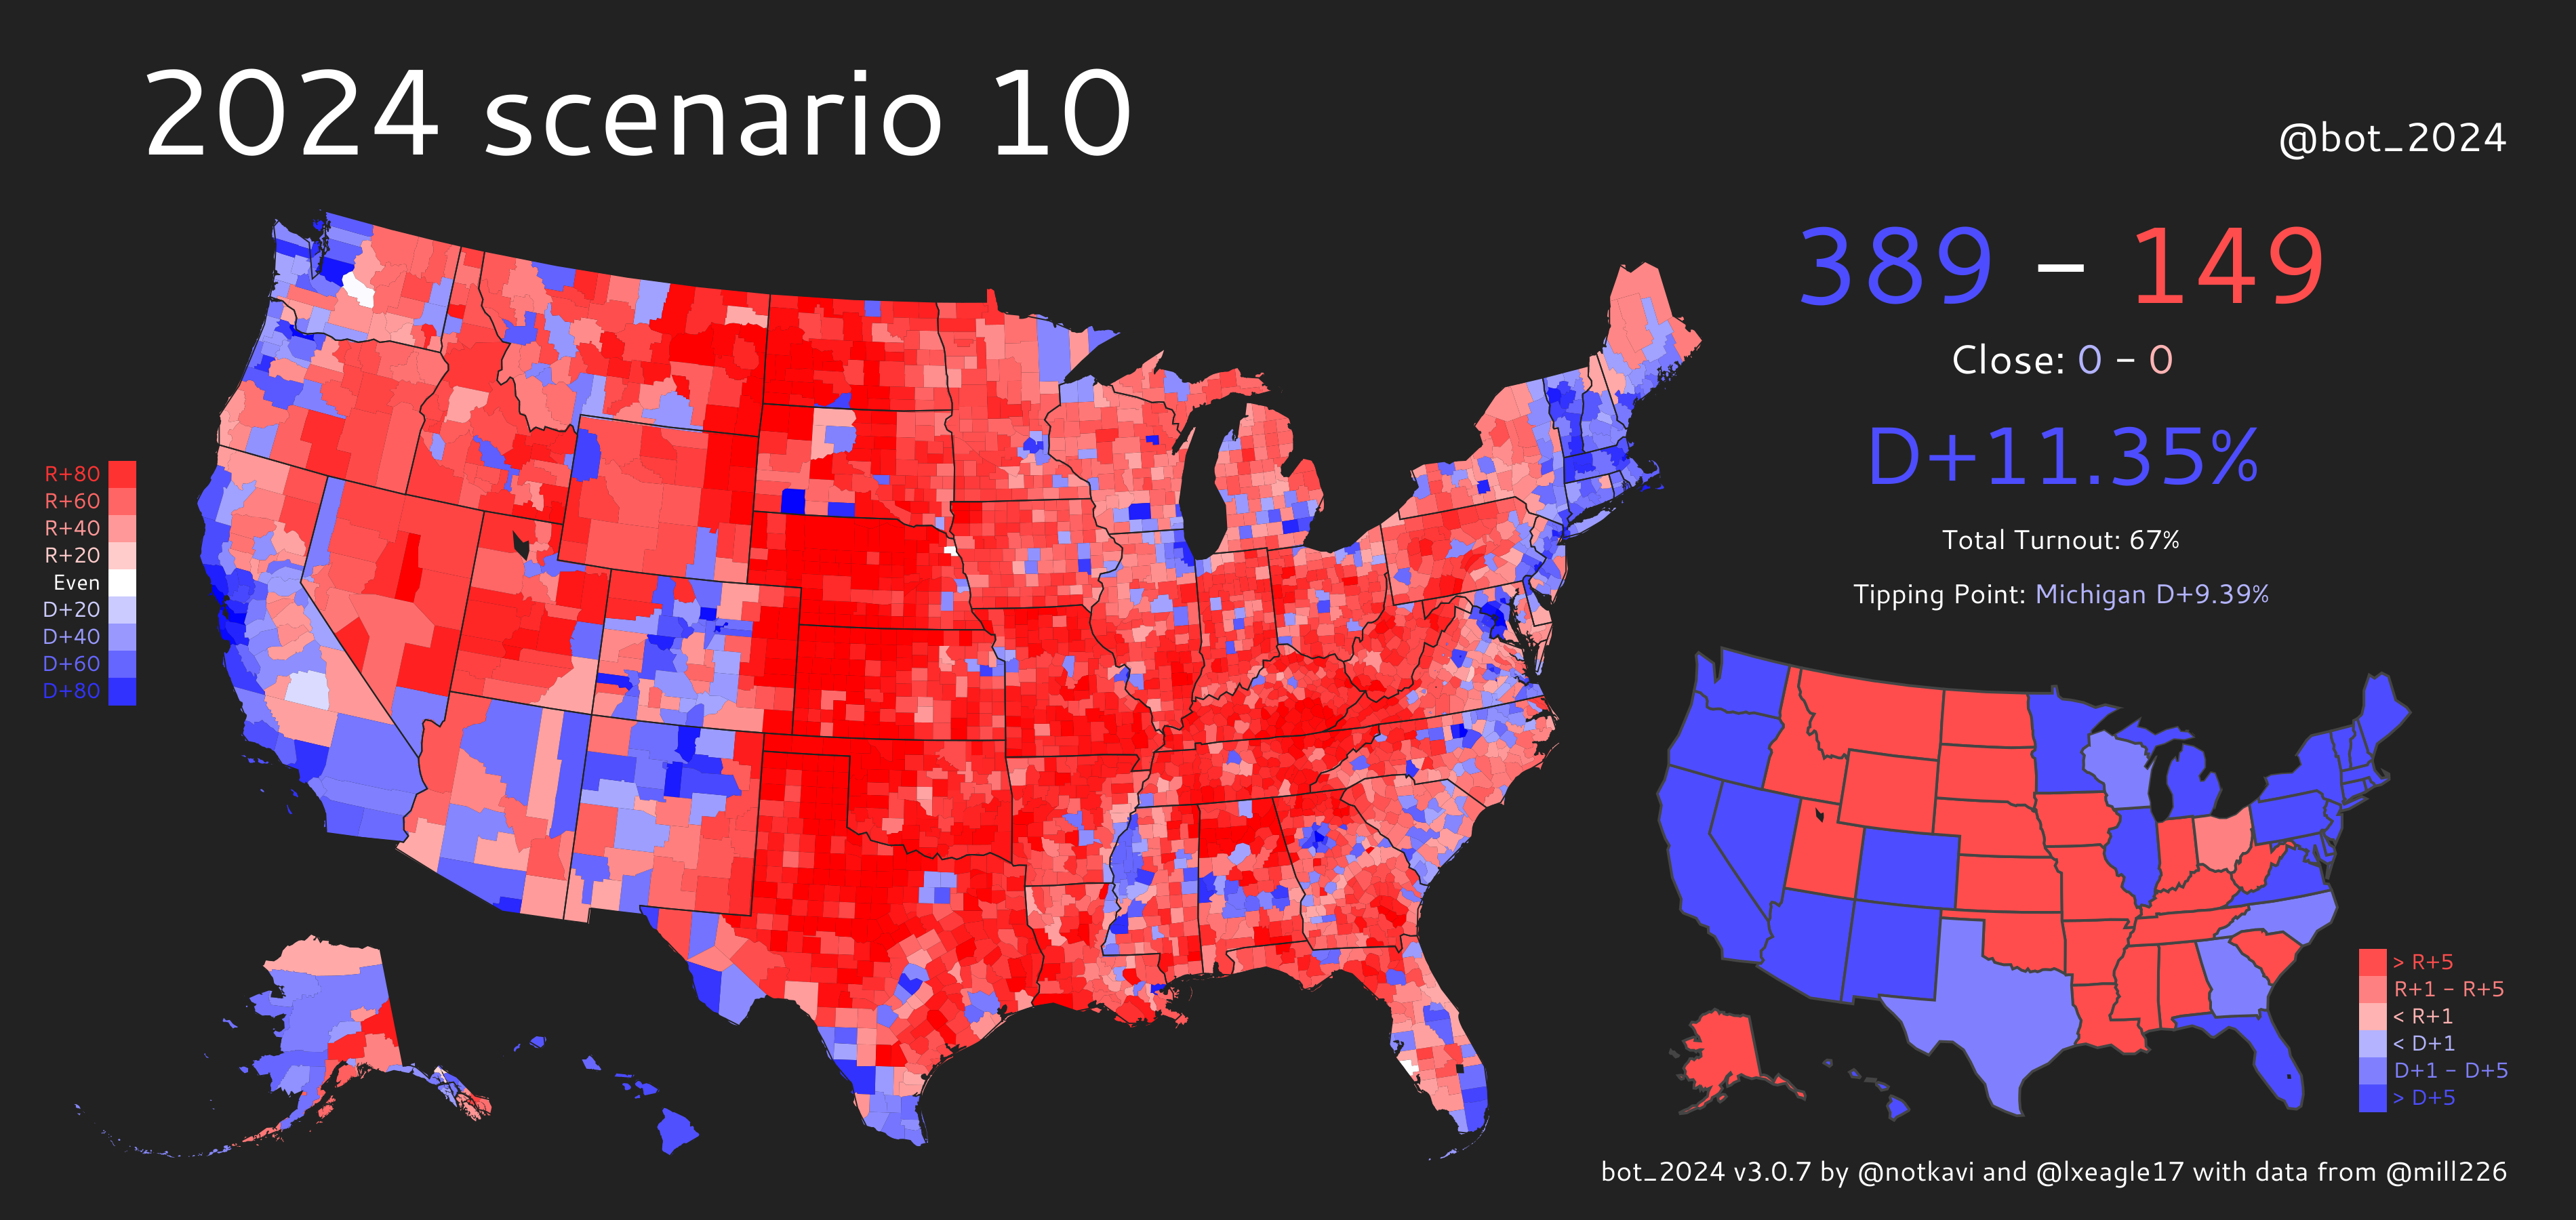 2024 scenario 10
@bot_2024
389 – 149
Close: 0 – 0
D+11.35%
Total Turnout: 67%
Tipping Point: Michigan D+9.39%
R+80
R+60
R+40
R+20
Even
D+20
D+40
D+60
D+80
> R+5
R+1 – R+5
< R+1
< D+1
D+1 – D+5
> D+5
bot_2024 v3.0.7 by @notkavi and @lxeagle17 with data from @mill226